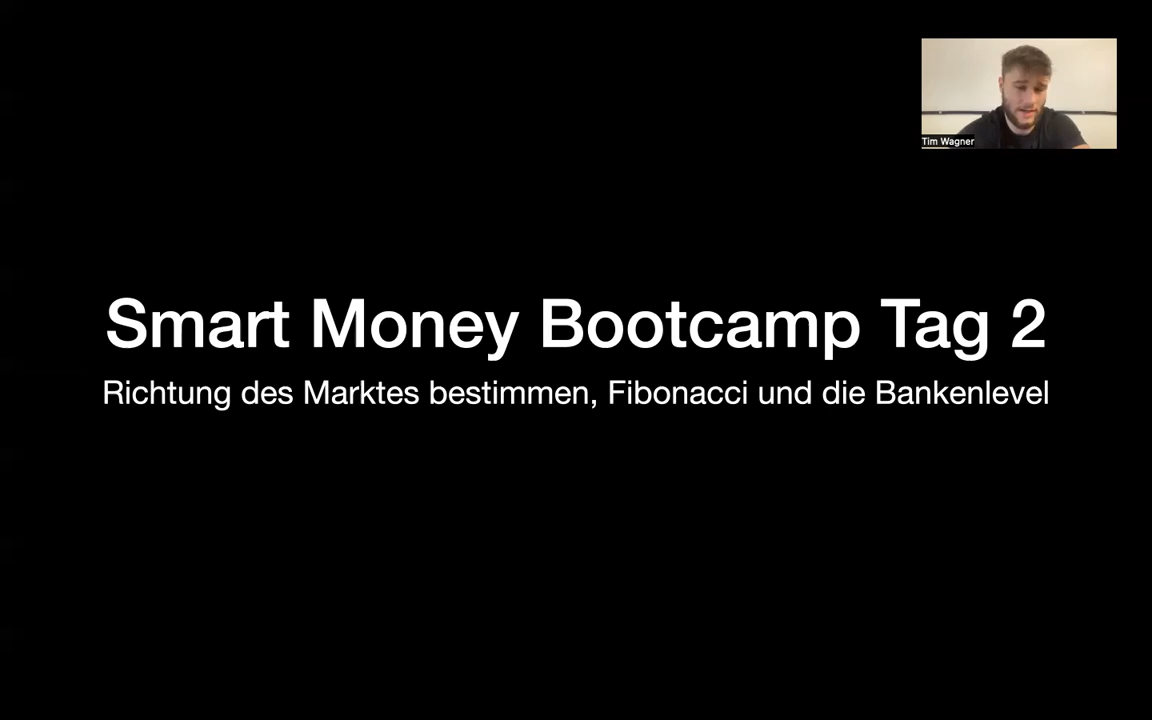 Tim Wagner
Smart Money Bootcamp Tag 2
Richtung des Marktes bestimmen, Fibonacci und die Bankenlevel